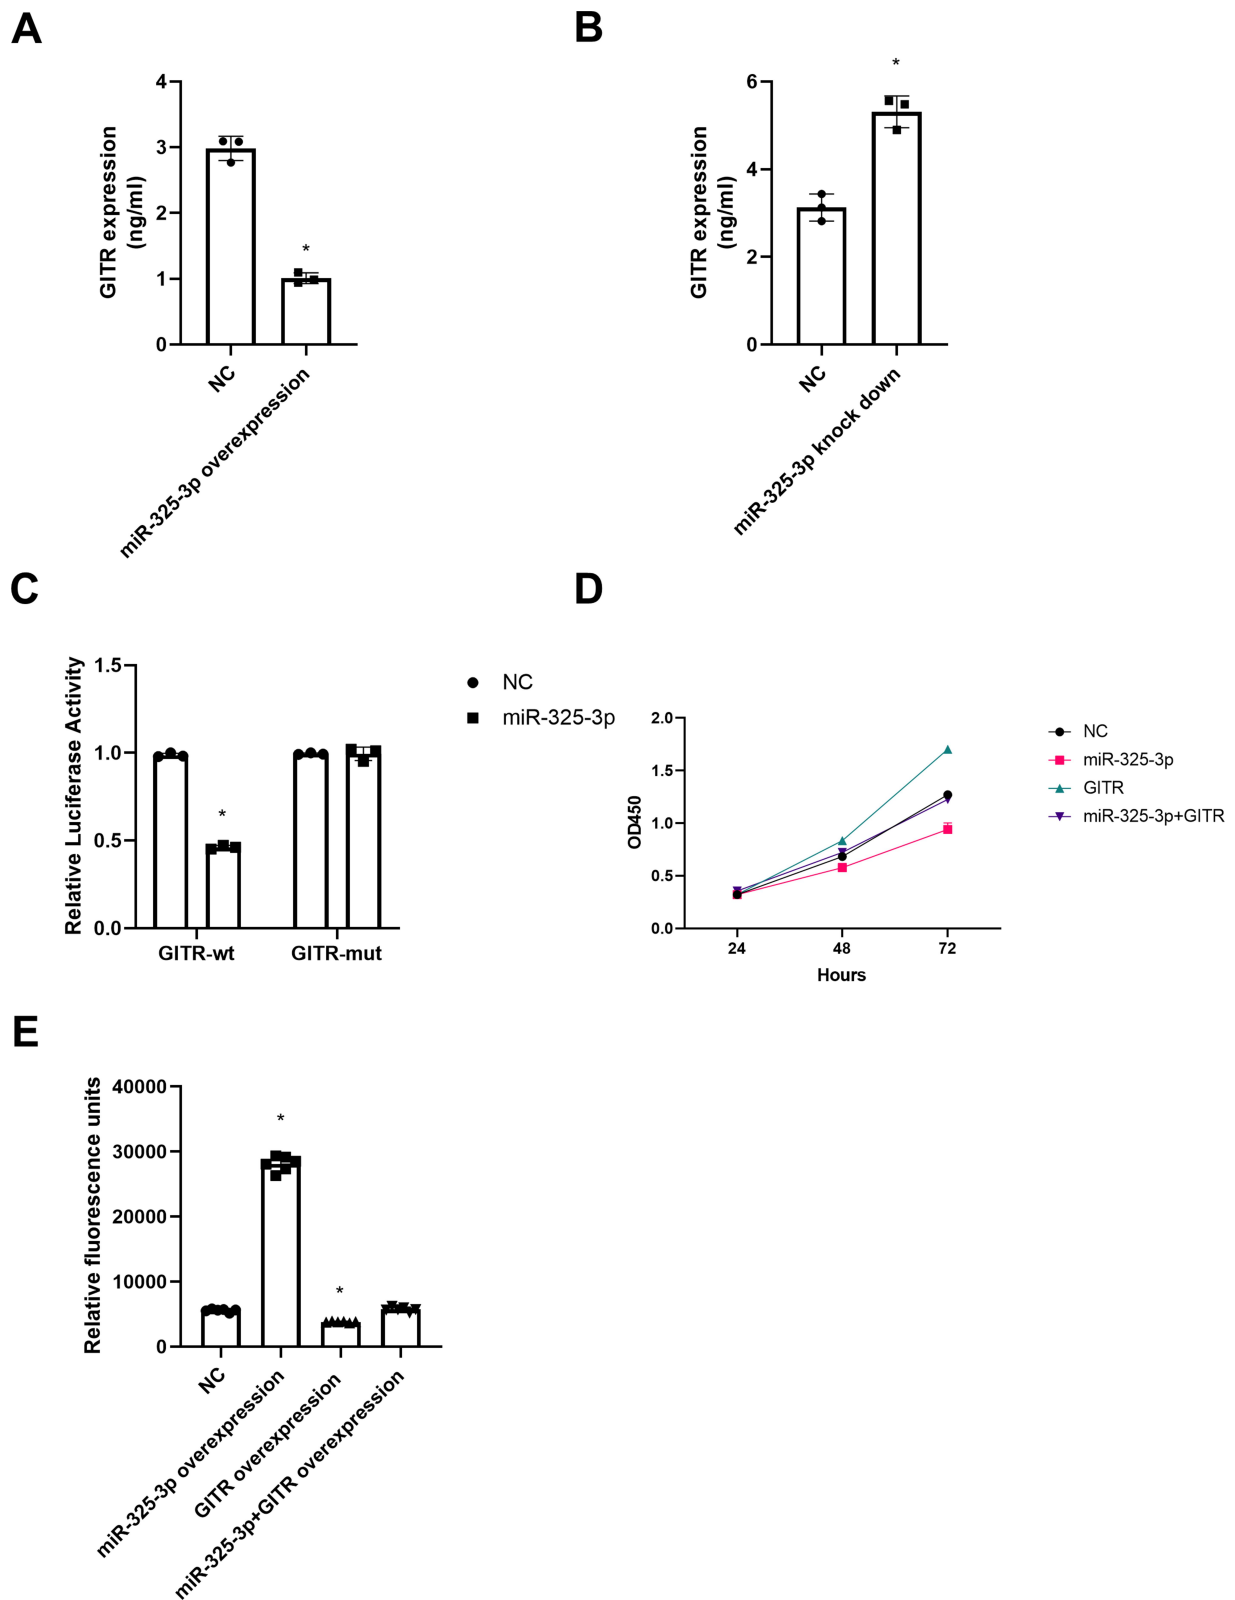 A
GITR expression
(ng/ml)
4
3
2
1
0
*
NC
miR-325-3p overexpression
B
GITR expression
(ng/ml)
6
4
2
0
*
NC
miR-325-3p knock down
C
Relative Luciferase Activity
1.5
1.0
0.5
0.0
*
GITR-wt
GITR-mut
NC
miR-325-3p
D
OD450
2.0
1.5
1.0
0.5
0.0
24
48
72
Hours
NC
miR-325-3p
GITR
miR-325-3p+GITR
E
Relative fluorescence units
40000
30000
20000
10000
0
*
*
NC
miR-325-3p overexpression
GITR overexpression
miR-325-3p+GITR overexpression